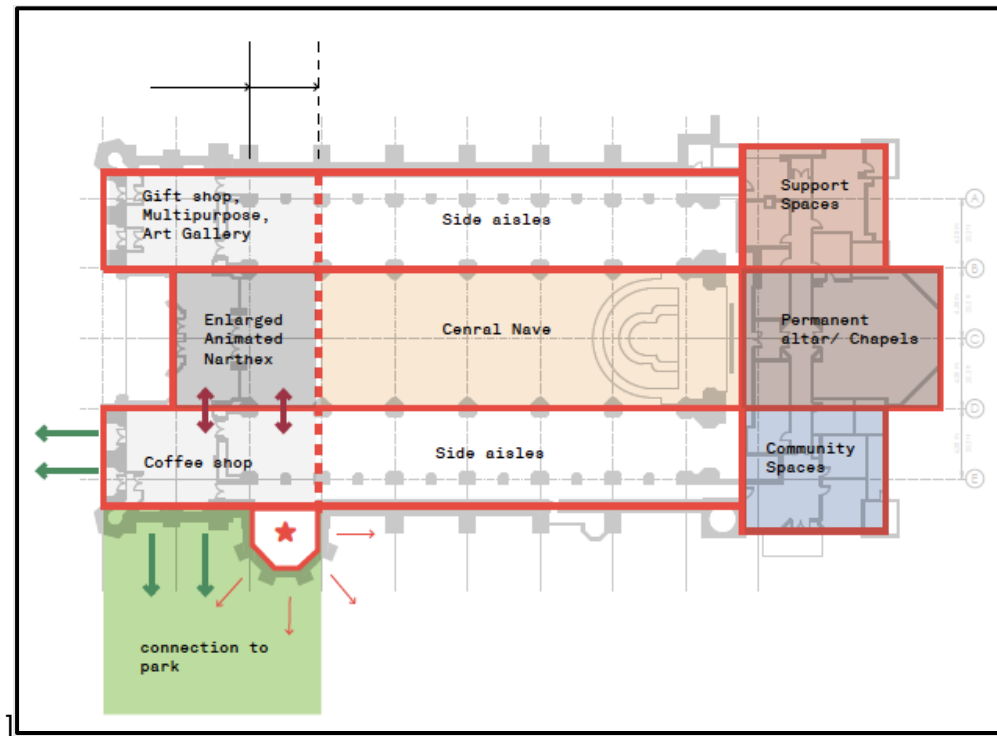 Gift shop,
Multipurpose,
Art Gallery
Side aisles
Support
Spaces
A
B
Enlarged
Animated
Narthex
Cenral Nave
Permanent
altar/ Chapels
C
D
Coffee shop
Side aisles
Community
Spaces
E
connection to
park